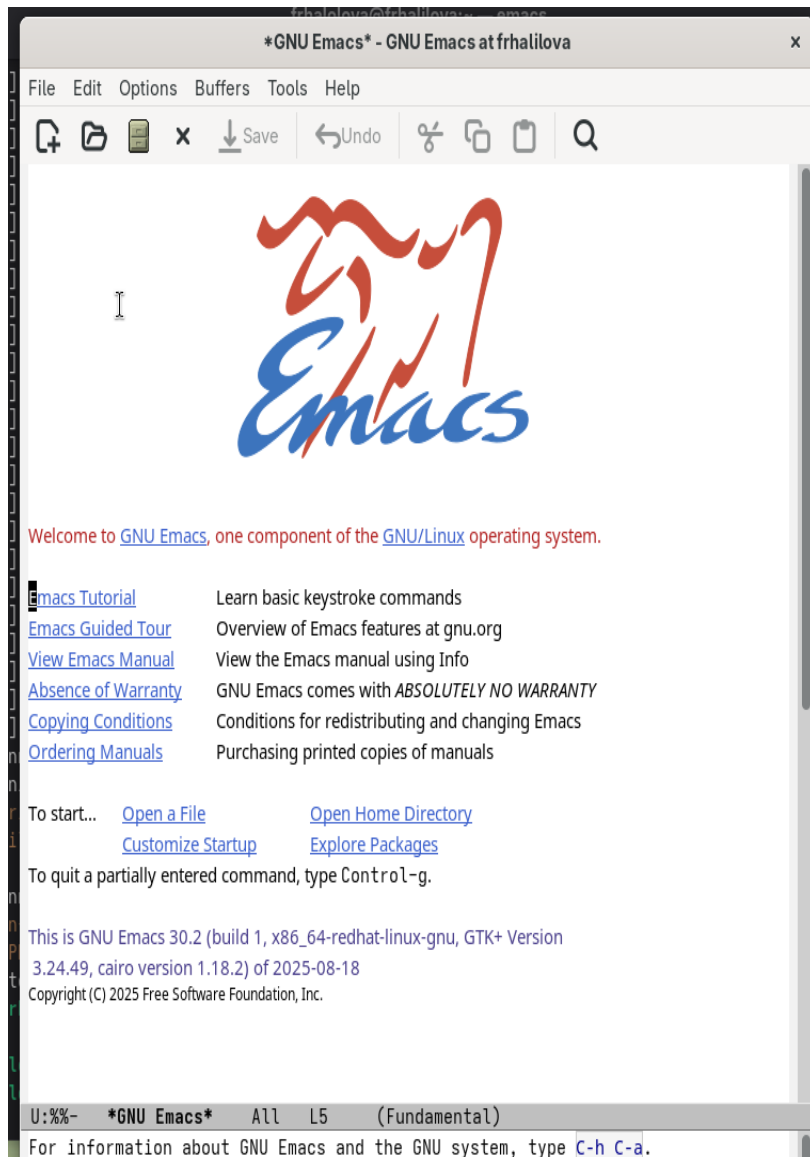 frhalolova@frhalilova:~ — emacs
*GNU Emacs* - GNU Emacs at frhalilova
File Edit Options Buffers Tools Help
Save Undo
Emacs
Welcome to GNU Emacs, one component of the GNU/Linux operating system.
Emacs Tutorial Learn basic keystroke commands
Emacs Guided Tour Overview of Emacs features at gnu.org
View Emacs Manual View the Emacs manual using Info
Absence of Warranty GNU Emacs comes with ABSOLUTELY NO WARRANTY
Copying Conditions Conditions for redistributing and changing Emacs
Ordering Manuals Purchasing printed copies of manuals
To start... Open a File Open Home Directory
Customize Startup Explore Packages
To quit a partially entered command, type Control-g.
This is GNU Emacs 30.2 (build 1, x86_64-redhat-linux-gnu, GTK+ Version
3.24.49, cairo version 1.18.2) of 2025-08-18
Copyright (C) 2025 Free Software Foundation, Inc.
U:%%- *GNU Emacs* All L5 (Fundamental)
For information about GNU Emacs and the GNU system, type C-h C-a.